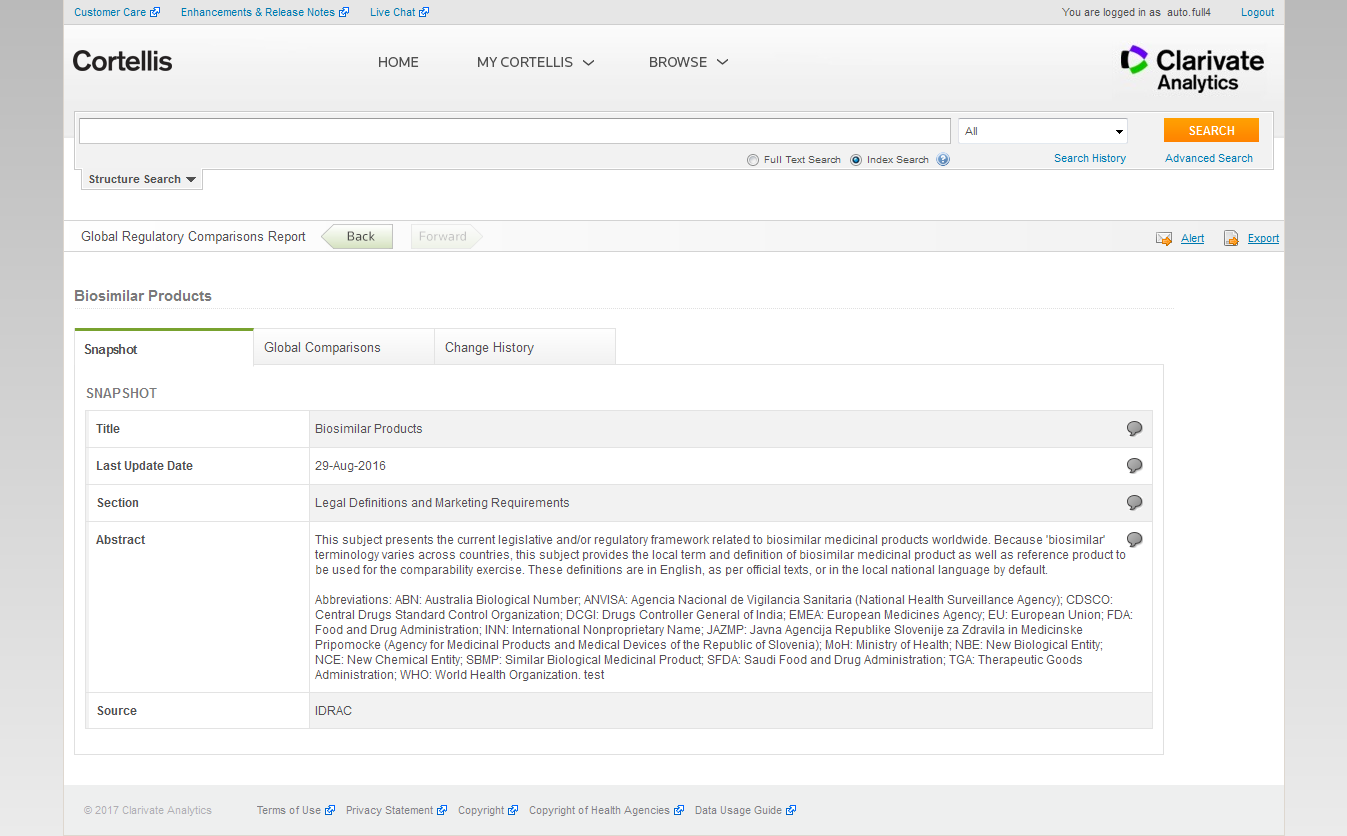 Customer Care
Enhancements & Release Notes
Live Chat
You are logged in as auto.full4
Logout
Cortellis
HOME
MY CORTELLIS
BROWSE
Clarivate
Analytics
All
SEARCH
Full Text Search
Index Search
Search History
Advanced Search
Structure Search
Global Regulatory Comparisons Report
Back
Forward
Alert
Export
Biosimilar Products
Snapshot
Global Comparisons
Change History
SNAPSHOT
Title
Biosimilar Products
Last Update Date
29-Aug-2016
Section
Legal Definitions and Marketing Requirements
Abstract
This subject presents the current legislative and/or regulatory framework related to biosimilar medicinal products worldwide. Because 'biosimilar'
terminology varies across countries, this subject provides the local term and definition of biosimilar medicinal product as well as reference product to
be used for the comparability exercise. These definitions are in English, as per official texts, or in the local national language by default.
Abbreviations: ABN: Australia Biological Number; ANVISA: Agencia Nacional de Vigilancia Sanitaria (National Health Surveillance Agency); CDSCO:
Central Drugs Standard Control Organization; DCGI: Drugs Controller General of India; EMEA: European Medicines Agency; EU: European Union; FDA:
Food and Drug Administration; INN: International Nonproprietary Name; JAZMP: Javna Agencija Republike Slovenije za Zdravila in Medicinske
Pripomocke (Agency for Medicinal Products and Medical Devices of the Republic of Slovenia); MoH: Ministry of Health; NBE: New Biological Entity;
NCE: New Chemical Entity; SBMP: Similar Biological Medicinal Product; SFDA: Saudi Food and Drug Administration; TGA: Therapeutic Goods
Administration; WHO: World Health Organization. test
Source
IDRAC
© 2017 Clarivate Analytics
Terms of Use
Privacy Statement
Copyright
Copyright of Health Agencies
Data Usage Guide